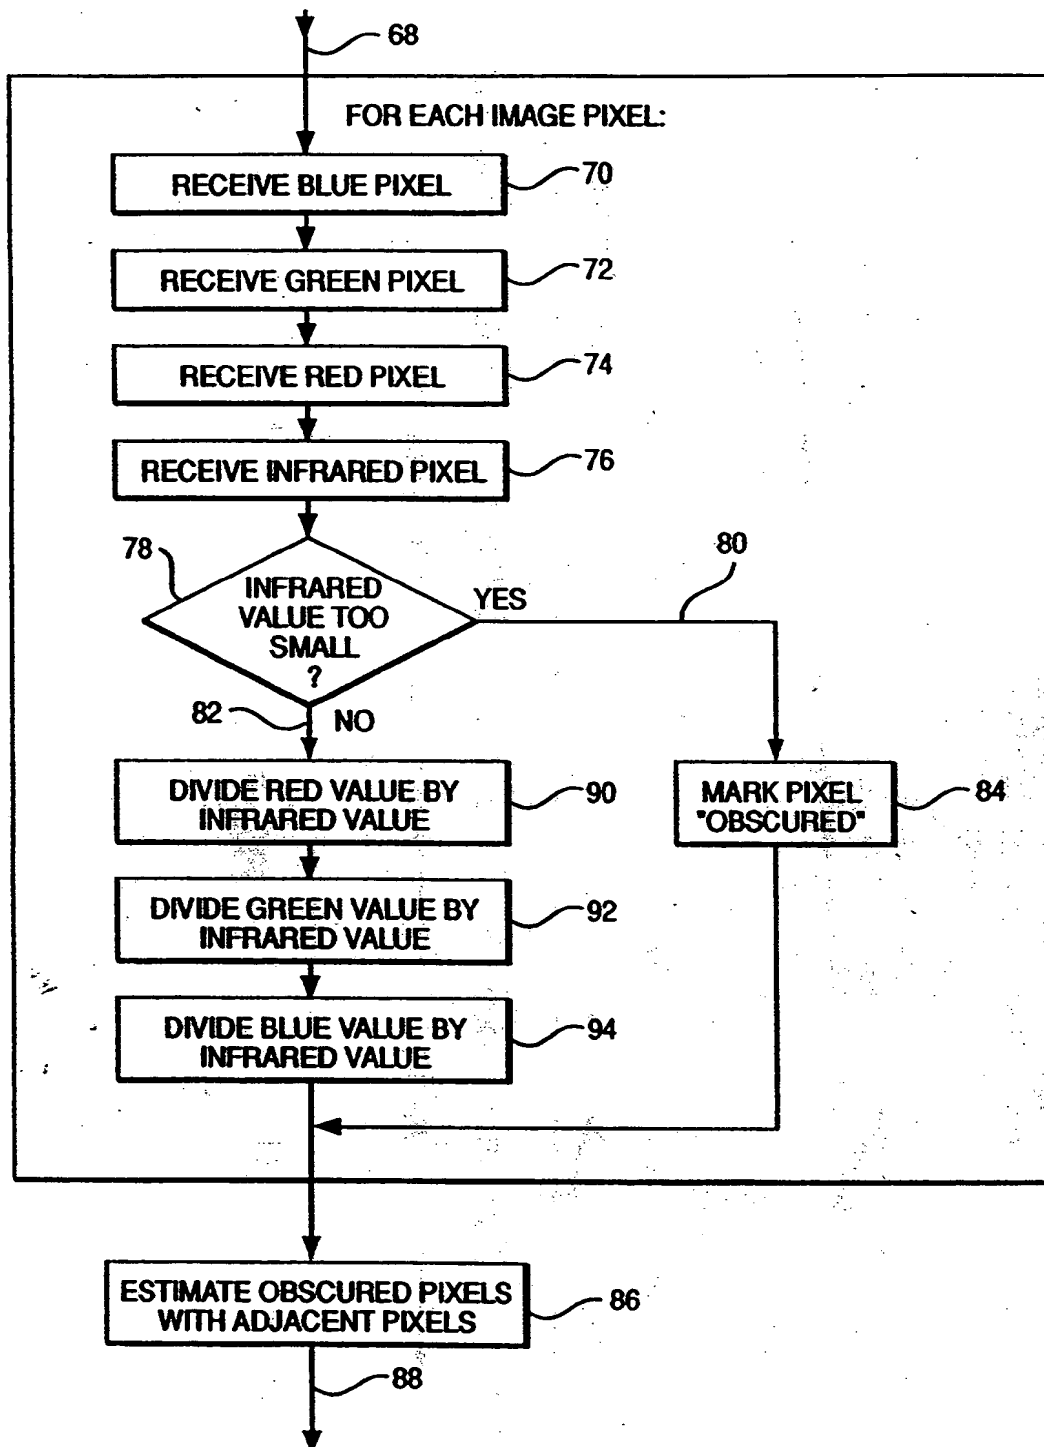 68
FOR EACH IMAGE PIXEL:
RECEIVE BLUE PIXEL
70
RECEIVE GREEN PIXEL
72
RECEIVE RED PIXEL
74
RECEIVE INFRARED PIXEL
76
78
INFRARED
VALUE TOO
SMALL
?
YES
80
82
NO
DIVIDE RED VALUE BY
INFRARED VALUE
90
MARK PIXEL
"OBSCURED"
84
DIVIDE GREEN VALUE BY
INFRARED VALUE
92
DIVIDE BLUE VALUE BY
INFRARED VALUE
94
ESTIMATE OBSCURED PIXELS
WITH ADJACENT PIXELS
86
88